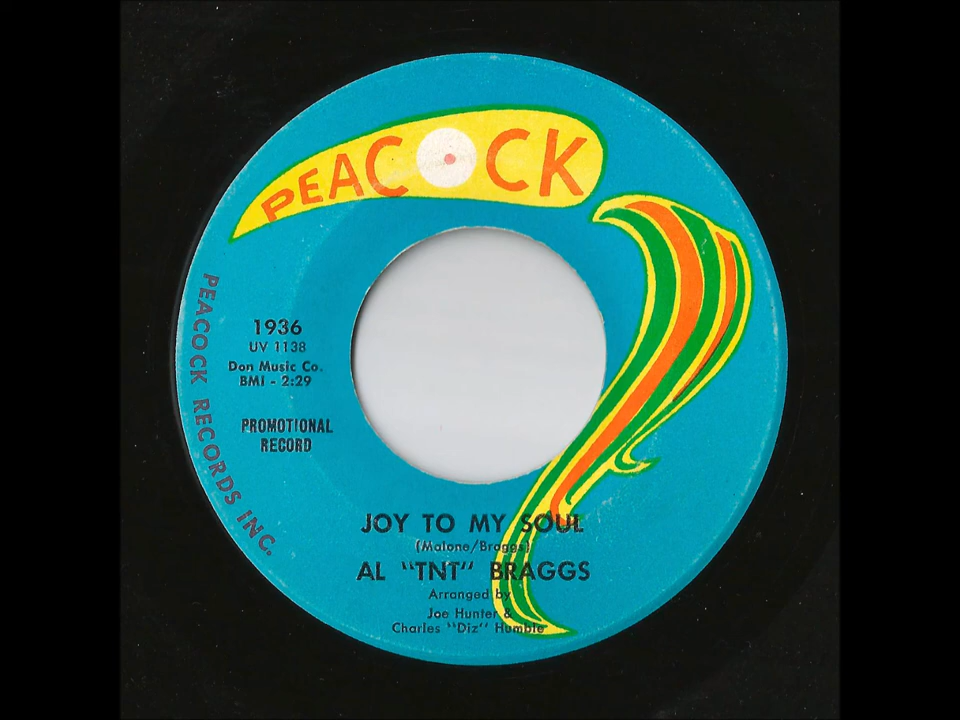 PEACOCK
PEACOCK RECORDS INC.
1936
UV 1138
Don Music Co.
BMI - 2:29
PROMOTIONAL
RECORD
JOY TO MY SOUL
(Malone/Braggs)
AL "TNT" BRAGGS
Arranged by
Joe Hunter &
Charles "Diz" Humble